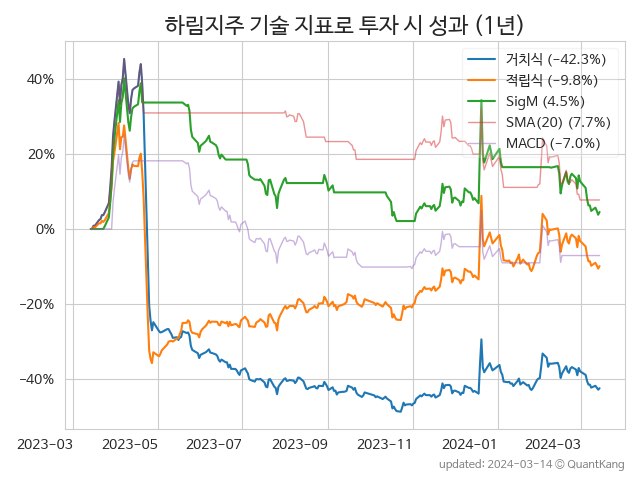 하림지주 기술 지표로 투자 시 성과 (1년)
거치식 (−42.3%)
적립식 (−9.8%)
SigM (4.5%)
SMA(20) (7.7%)
MACD (−7.0%)
40%
20%
0%
−20%
−40%
2023−03
2023−05
2023−07
2023−09
2023−11
2024−01
2024−03
updated: 2024−03−14 ⓒ QuantKang